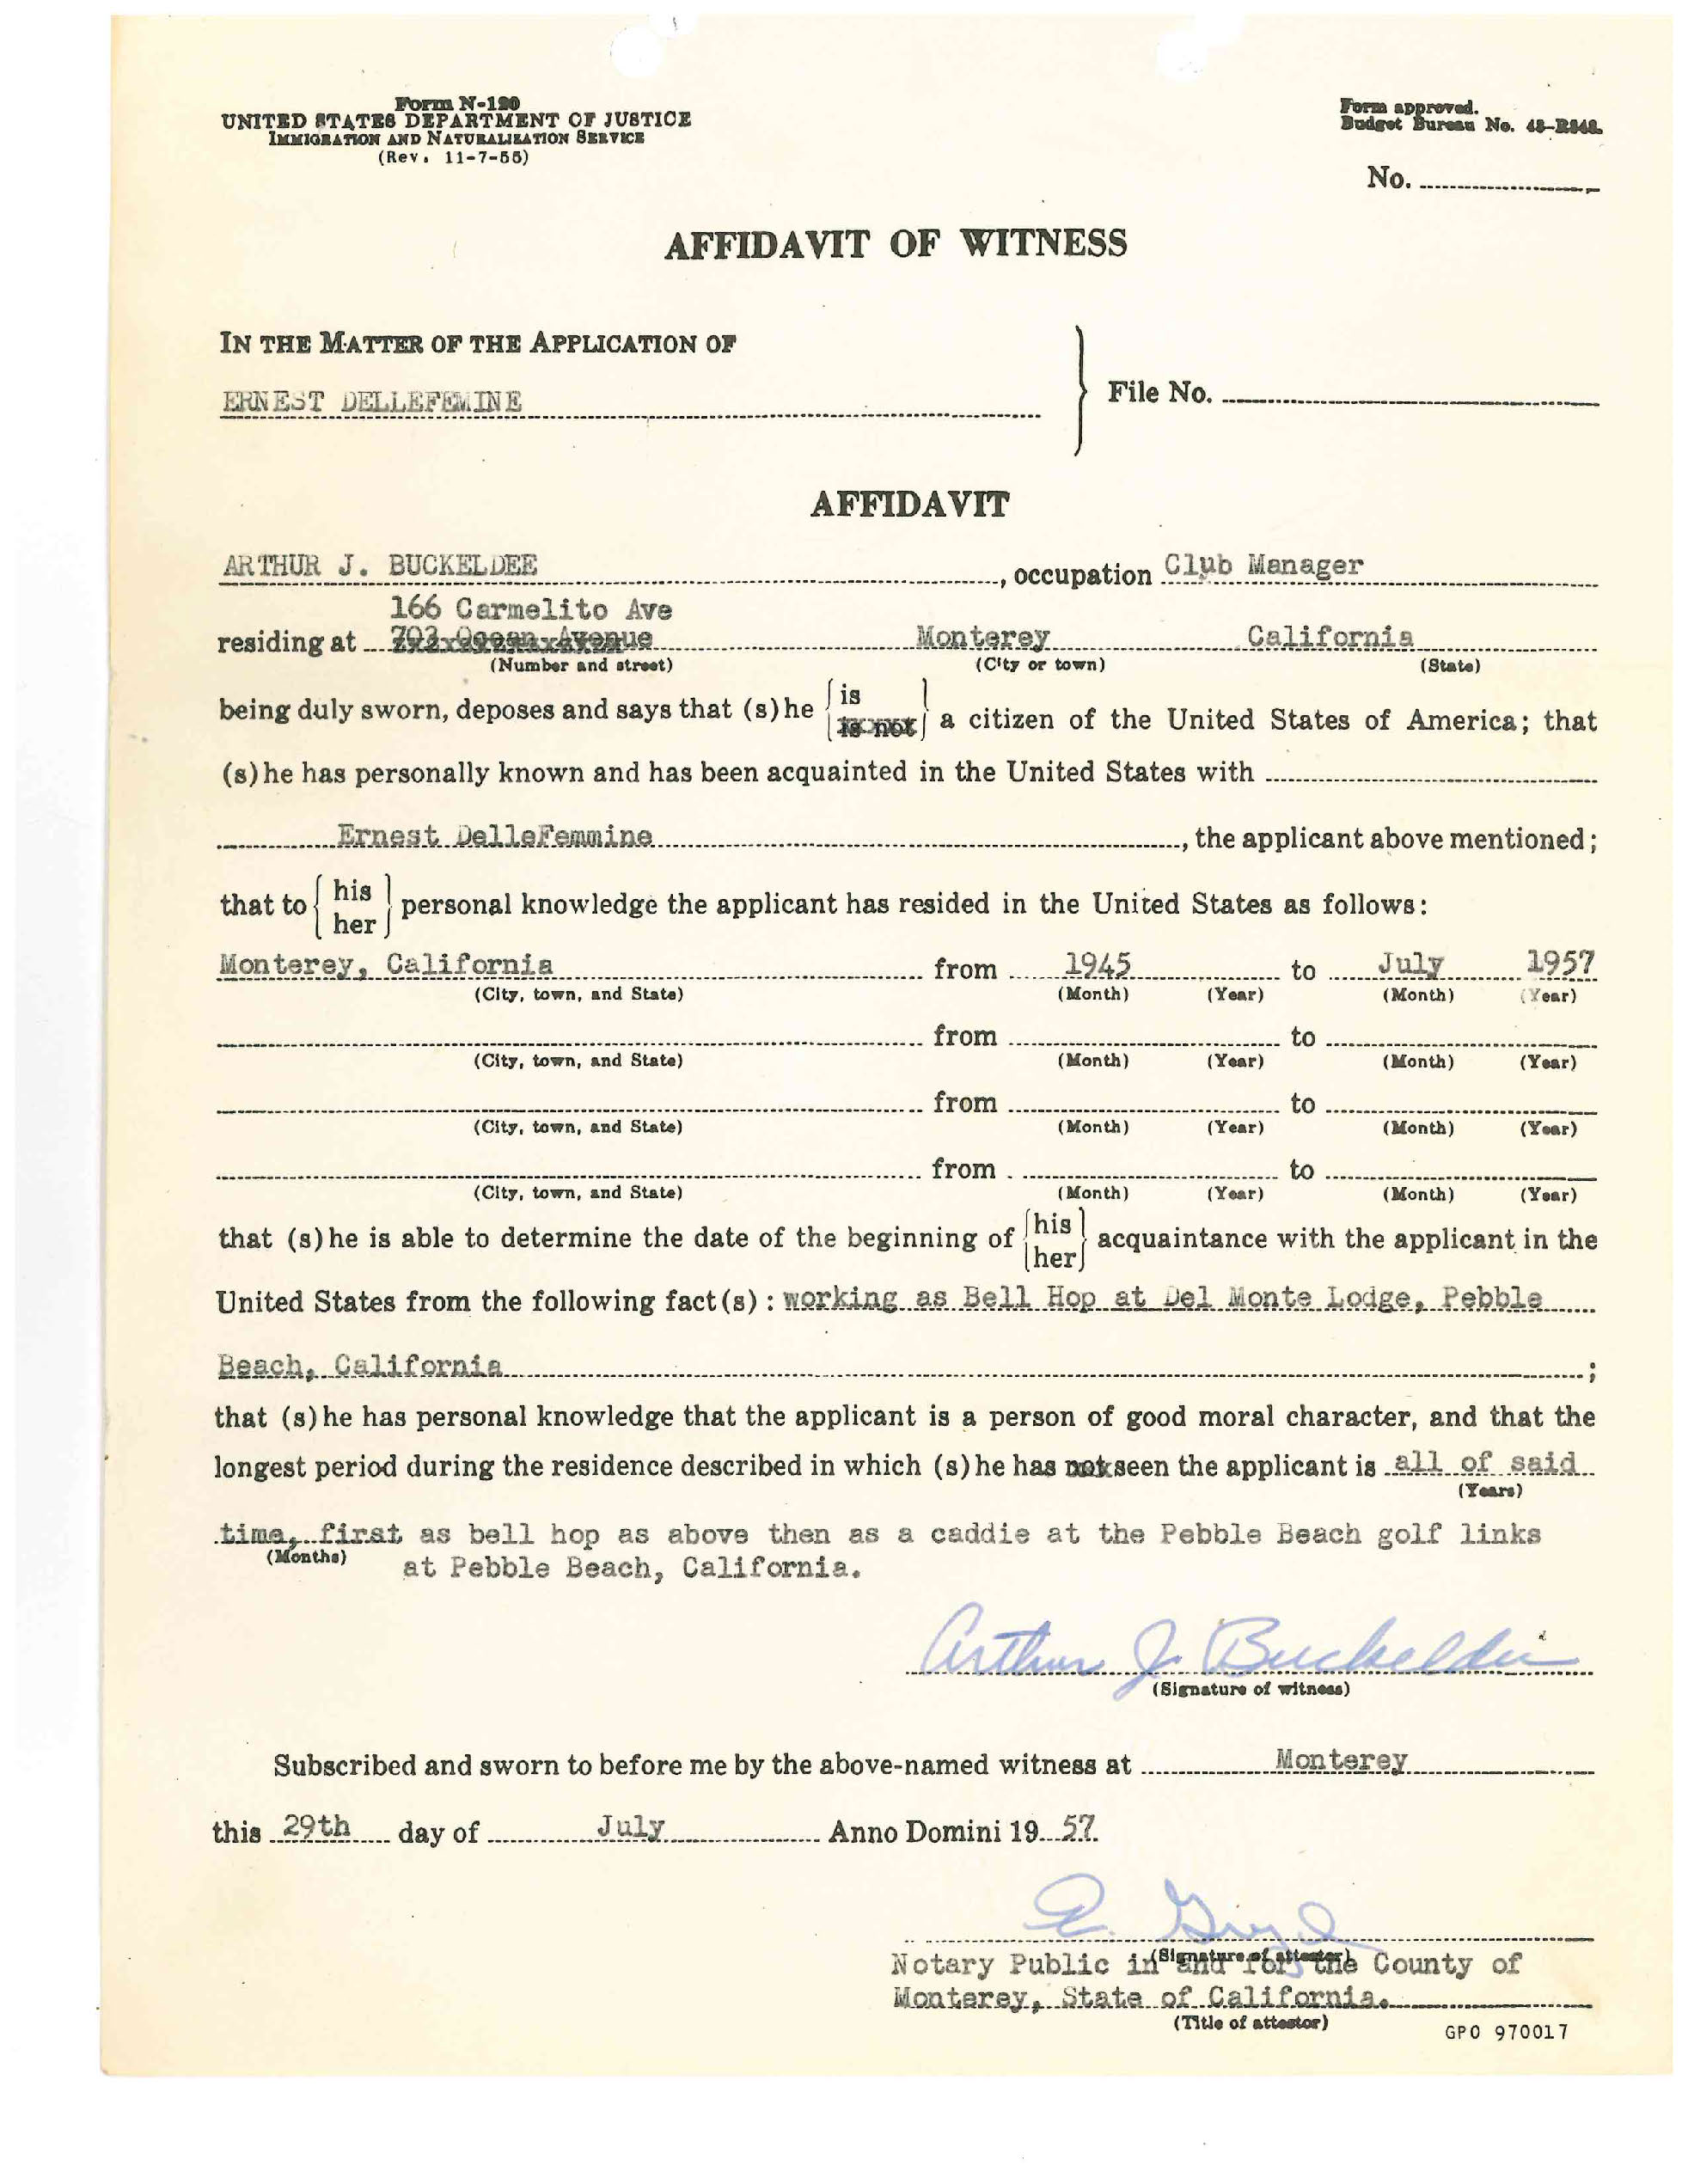 Form N-120
UNITED STATES DEPARTMENT OF JUSTICE
IMMIGRATION AND NATURALIZATION SERVICE
(Rev. 11-7-55)
Form approved.
Budget Bureau No. 43-R348.
No.
AFFIDAVIT OF WITNESS
IN THE MATTER OF THE APPLICATION OF
ERNEST DELLEFEMINE
File No.
AFFIDAVIT
ARTHUR J. BUCKELDEE, occupation Club Manager
166 Carmelito Ave
residing at Ocean Avenue Monterey California
(Number and street) (City or town) (State)
being duly sworn, deposes and says that (s)he { is / is not } a citizen of the United States of America; that
(s)he has personally known and has been acquainted in the United States with
Ernest DelleFemmine, the applicant above mentioned;
that to { his / her } personal knowledge the applicant has resided in the United States as follows:
Monterey, California from 1945 to July 1957
(City, town, and State) (Month) (Year) (Month) (Year)
from to
(City, town, and State) (Month) (Year) (Month) (Year)
from to
(City, town, and State) (Month) (Year) (Month) (Year)
from to
(City, town, and State) (Month) (Year) (Month) (Year)
that (s)he is able to determine the date of the beginning of { his / her } acquaintance with the applicant in the
United States from the following fact(s): working as Bell Hop at Del Monte Lodge, Pebble
Beach, California;
that (s)he has personal knowledge that the applicant is a person of good moral character, and that the
longest period during the residence described in which (s)he has not seen the applicant is all of said
(Years)
time, first as bell hop as above then as a caddie at the Pebble Beach golf links
(Months) at Pebble Beach, California.
Arthur J. Buckeldee
(Signature of witness)
Subscribed and sworn to before me by the above-named witness at Monterey
this 29th day of July Anno Domini 1957.
(Signature of attestor)
Notary Public in and for the County of
Monterey, State of California.
(Title of attestor)
GPO 970017